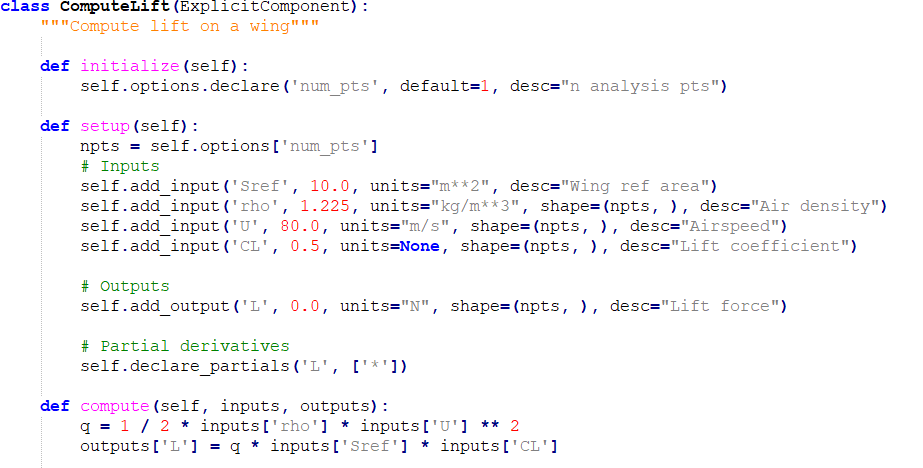 class ComputeLift(ExplicitComponent):
    """Compute lift on a wing"""

    def initialize(self):
        self.options.declare('num_pts', default=1, desc="n analysis pts")

    def setup(self):
        npts = self.options['num_pts']
        # Inputs
        self.add_input('Sref', 10.0, units="m**2", desc="Wing ref area")
        self.add_input('rho', 1.225, units="kg/m**3", shape=(npts, ), desc="Air density")
        self.add_input('U', 80.0, units="m/s", shape=(npts, ), desc="Airspeed")
        self.add_input('CL', 0.5, units=None, shape=(npts, ), desc="Lift coefficient")

        # Outputs
        self.add_output('L', 0.0, units="N", shape=(npts, ), desc="Lift force")

        # Partial derivatives
        self.declare_partials('L', ['*'])

    def compute(self, inputs, outputs):
        q = 1 / 2 * inputs['rho'] * inputs['U'] ** 2
        outputs['L'] = q * inputs['Sref'] * inputs['CL']